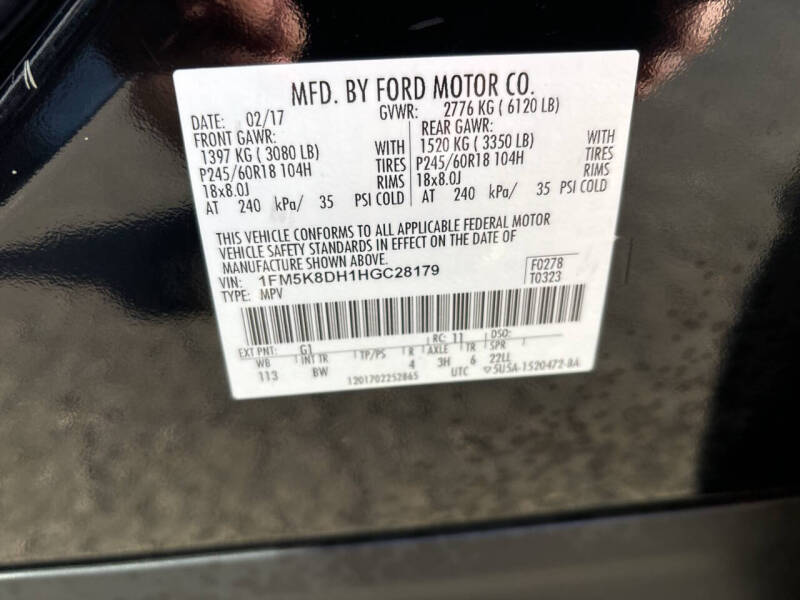 MFD. BY FORD MOTOR CO.
DATE: 02/17 GVWR: 2776 KG ( 6120 LB)
FRONT GAWR: REAR GAWR:
1397 KG ( 3080 LB) WITH 1520 KG ( 3350 LB) WITH
P245/60R18 104H TIRES P245/60R18 104H TIRES
18x8.0J RIMS 18x8.0J RIMS
AT 240 kPa/ 35 PSI COLD AT 240 kPa/ 35 PSI COLD
THIS VEHICLE CONFORMS TO ALL APPLICABLE FEDERAL MOTOR
VEHICLE SAFETY STANDARDS IN EFFECT ON THE DATE OF
MANUFACTURE SHOWN ABOVE.
VIN: 1FM5K8DH1HGC28179 F0278
TYPE: MPV T0323
EXT PNT: G1 RC: 11 DSO:
WB INT TR TP/PS R AXLE TR SPR
113 BW 4 3H 6 22LL
1201702252865 UTC ▽5U5A-1520472-BA